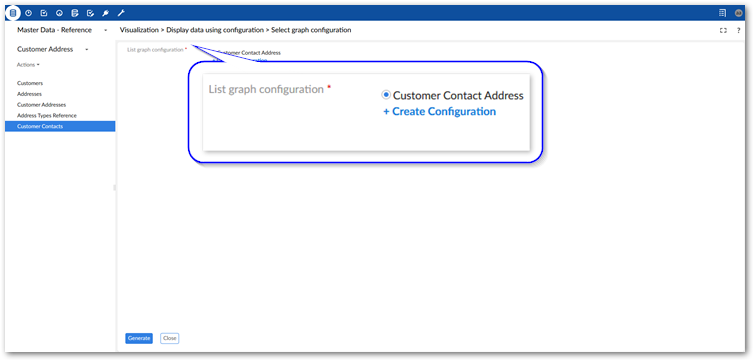 Master Data - Reference
Visualization > Display data using configuration > Select graph configuration
?
Customer Address
Actions
Customers
Addresses
Customer Addresses
Address Types Reference
Customer Contacts
List graph configuration *
Customer Contact Address
List graph configuration *
Customer Contact Address
+ Create Configuration
Generate
Close